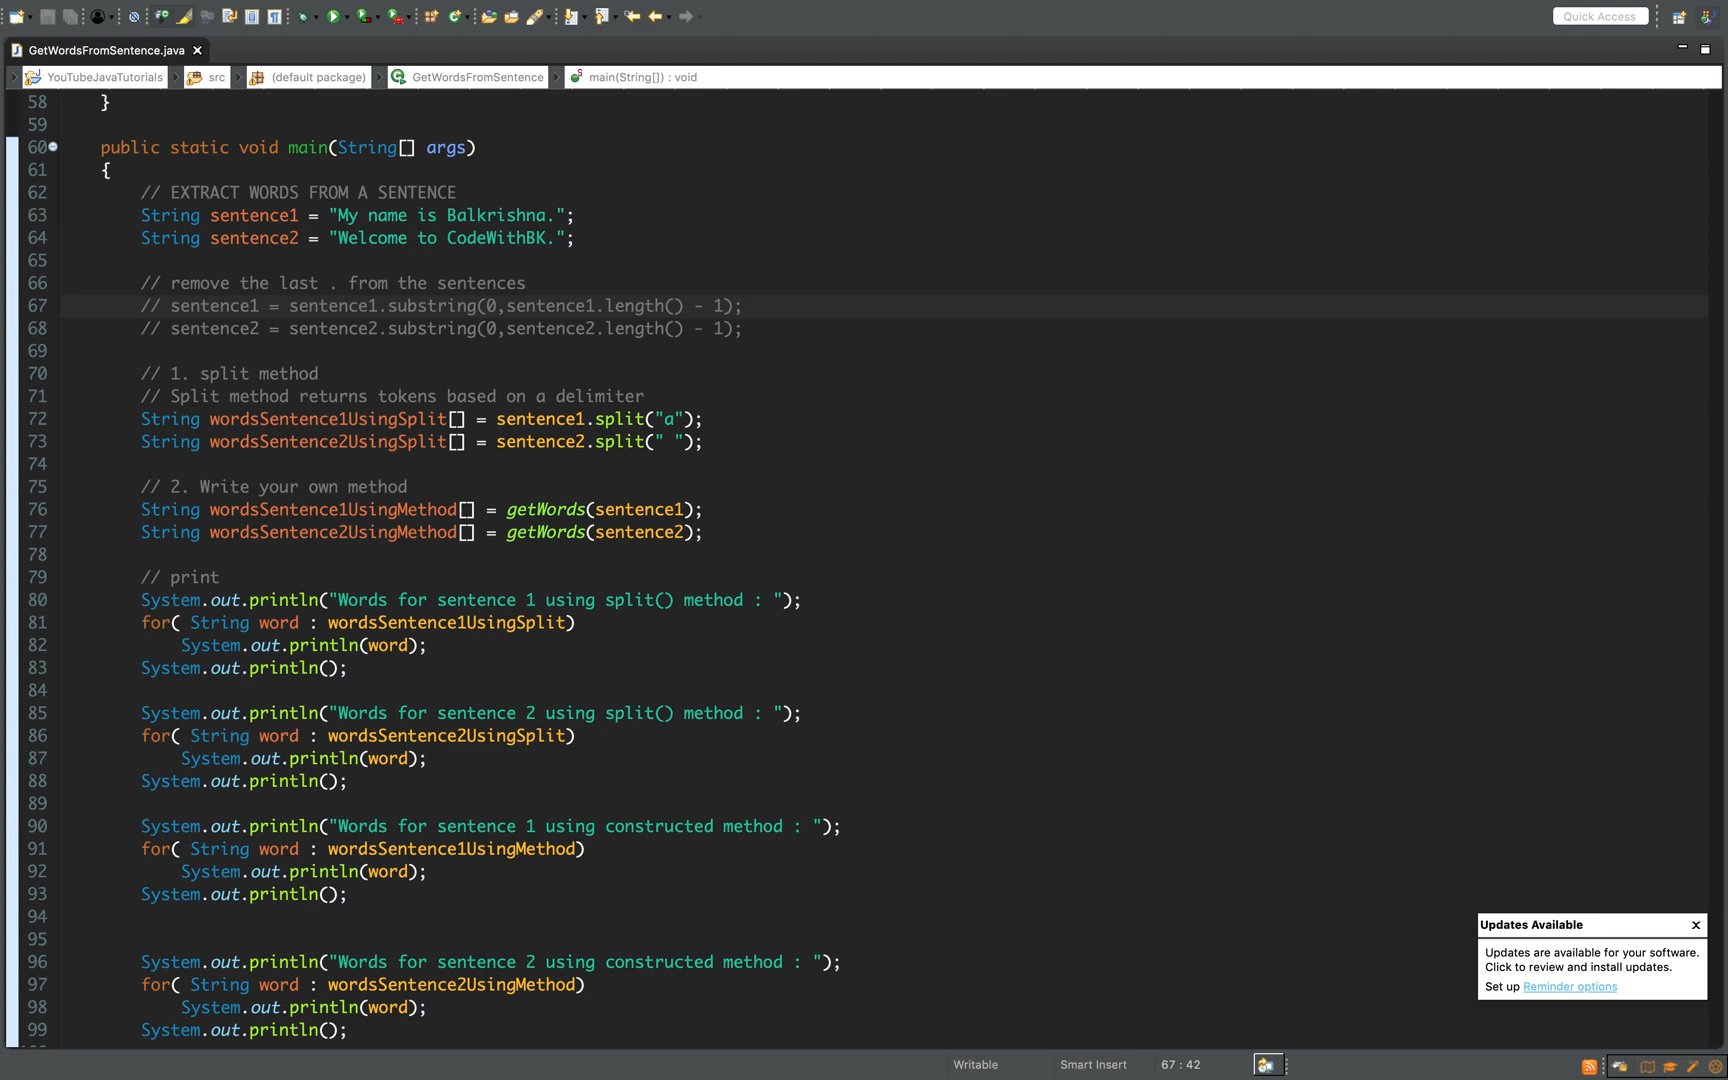 Quick Access
GetWordsFromSentence.java
YouTubeJavaTutorials src (default package) GetWordsFromSentence main(String[]) : void
58 }
59
60 public static void main(String[] args)
61 {
62 // EXTRACT WORDS FROM A SENTENCE
63 String sentence1 = "My name is Balkrishna.";
64 String sentence2 = "Welcome to CodeWithBK.";
65
66 // remove the last . from the sentences
67 // sentence1 = sentence1.substring(0,sentence1.length() - 1);
68 // sentence2 = sentence2.substring(0,sentence2.length() - 1);
69
70 // 1. split method
71 // Split method returns tokens based on a delimiter
72 String wordsSentence1UsingSplit[] = sentence1.split("a");
73 String wordsSentence2UsingSplit[] = sentence2.split(" ");
74
75 // 2. Write your own method
76 String wordsSentence1UsingMethod[] = getWords(sentence1);
77 String wordsSentence2UsingMethod[] = getWords(sentence2);
78
79 // print
80 System.out.println("Words for sentence 1 using split() method : ");
81 for( String word : wordsSentence1UsingSplit)
82 System.out.println(word);
83 System.out.println();
84
85 System.out.println("Words for sentence 2 using split() method : ");
86 for( String word : wordsSentence2UsingSplit)
87 System.out.println(word);
88 System.out.println();
89
90 System.out.println("Words for sentence 1 using constructed method : ");
91 for( String word : wordsSentence1UsingMethod)
92 System.out.println(word);
93 System.out.println();
94
95
96 System.out.println("Words for sentence 2 using constructed method : ");
97 for( String word : wordsSentence2UsingMethod)
98 System.out.println(word);
99 System.out.println();
Updates Available
Updates are available for your software.
Click to review and install updates.
Set up Reminder options
Writable Smart Insert 67 : 42